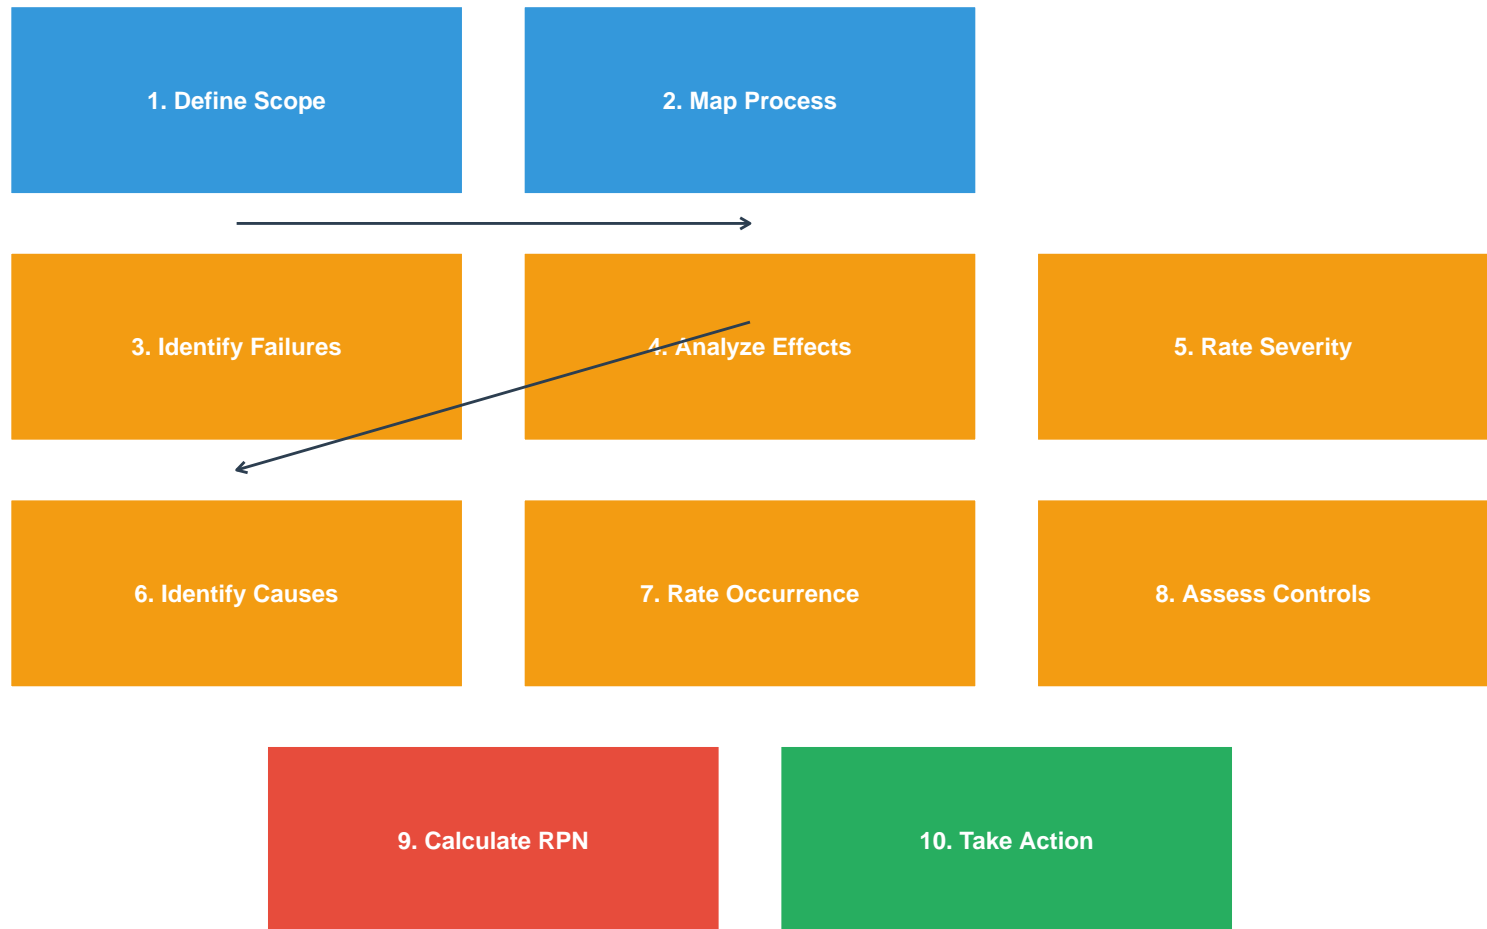 1. Define Scope
2. Map Process
3. Identify Failures
4. Analyze Effects
5. Rate Severity
6. Identify Causes
7. Rate Occurrence
8. Assess Controls
9. Calculate RPN
10. Take Action